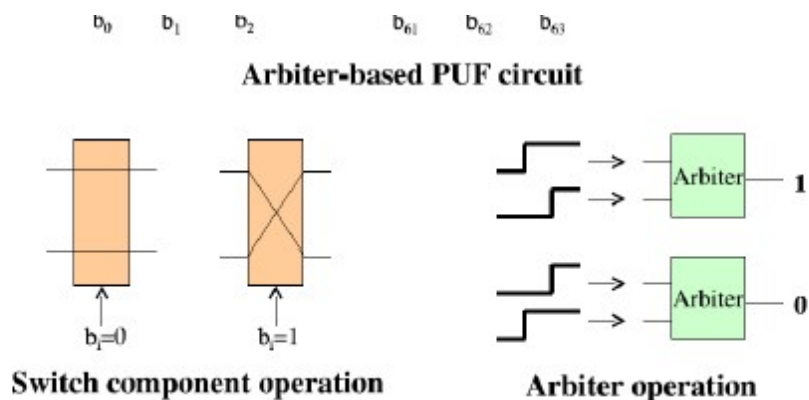 b0 b1 b2 b61 b62 b63
Arbiter-based PUF circuit
Arbiter 1
Arbiter 0
bi=0 bi=1
Switch component operation
Arbiter operation